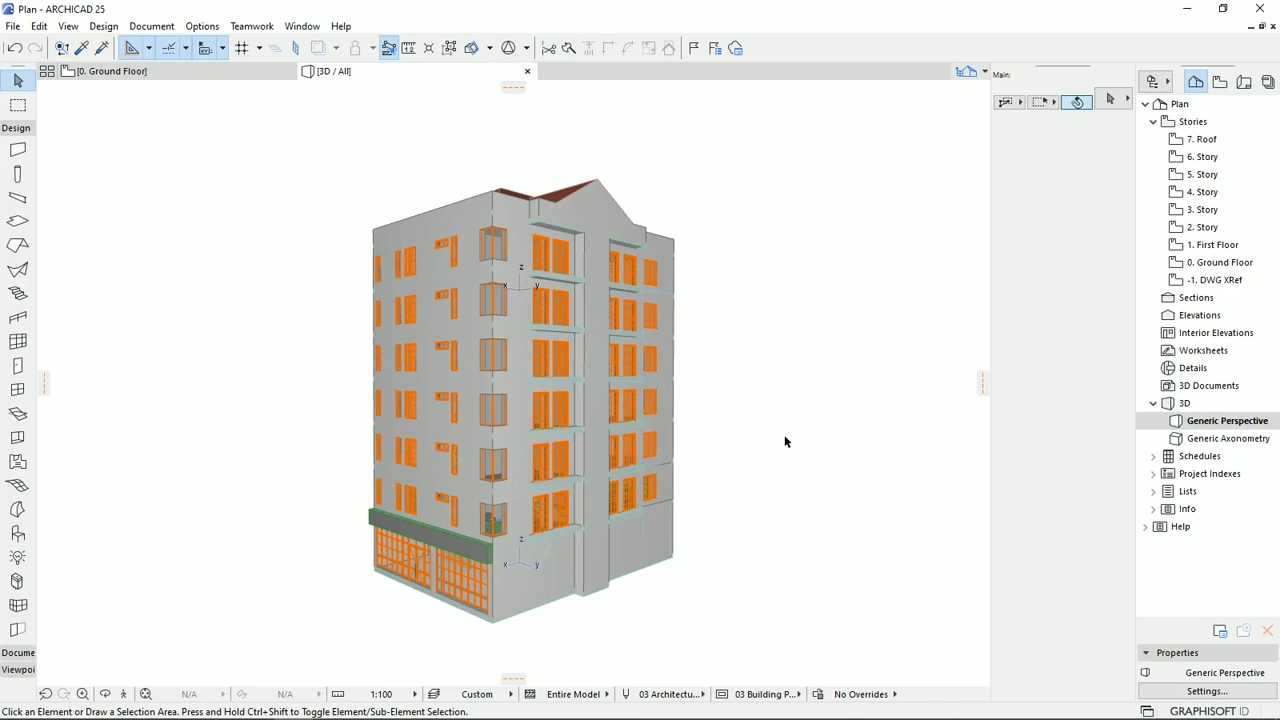 Plan - ARCHICAD 25
File Edit View Design Document Options Teamwork Window Help
[0. Ground Floor]
[3D / All]
Main:
Design
Docume
Viewpoi
z
x
y
z
x
y
Plan
Stories
7. Roof
6. Story
5. Story
4. Story
3. Story
2. Story
1. First Floor
0. Ground Floor
-1. DWG XRef
Sections
Elevations
Interior Elevations
Worksheets
Details
3D Documents
3D
Generic Perspective
Generic Axonometry
Schedules
Project Indexes
Lists
Info
Help
Properties
Generic Perspective
Settings...
N/A
N/A
1:100
Custom
Entire Model
03 Architectu...
03 Building P...
No Overrides
Click an Element or Draw a Selection Area. Press and Hold Ctrl+Shift to Toggle Element/Sub-Element Selection.
GRAPHISOFT ID